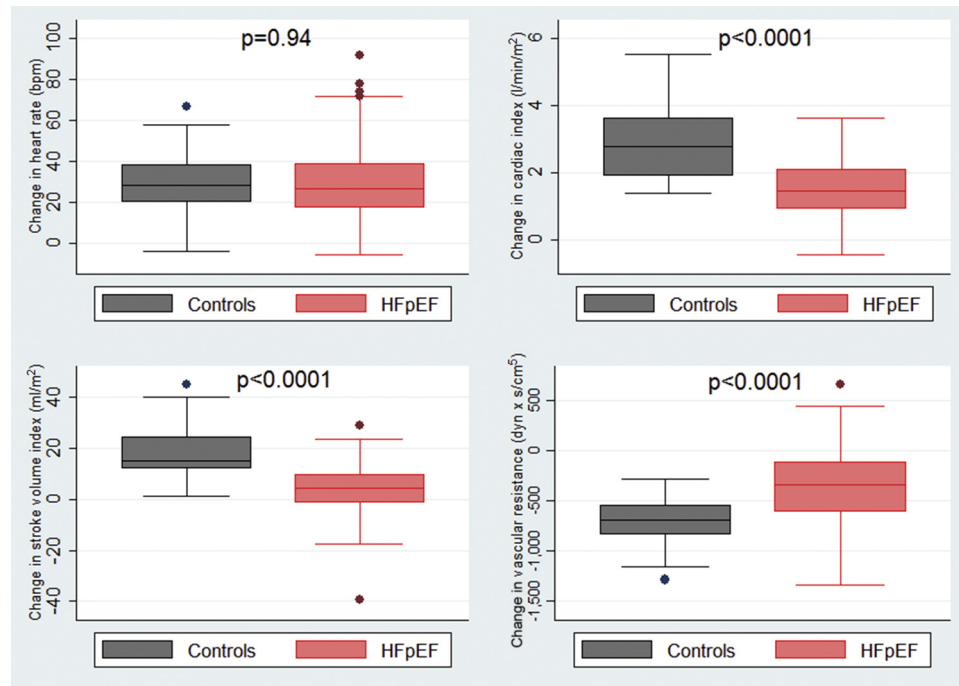 p=0.94
Change in heart rate (bpm)
100
80
60
40
20
0
Controls
HFpEF
p<0.0001
Change in cardiac index (l/min/m²)
6
4
2
0
Controls
HFpEF
p<0.0001
Change in stroke volume index (ml/m²)
40
20
0
-20
-40
Controls
HFpEF
p<0.0001
Change in vascular resistance (dyn x s/cm⁵)
500
0
-500
-1,000
-1,500
Controls
HFpEF